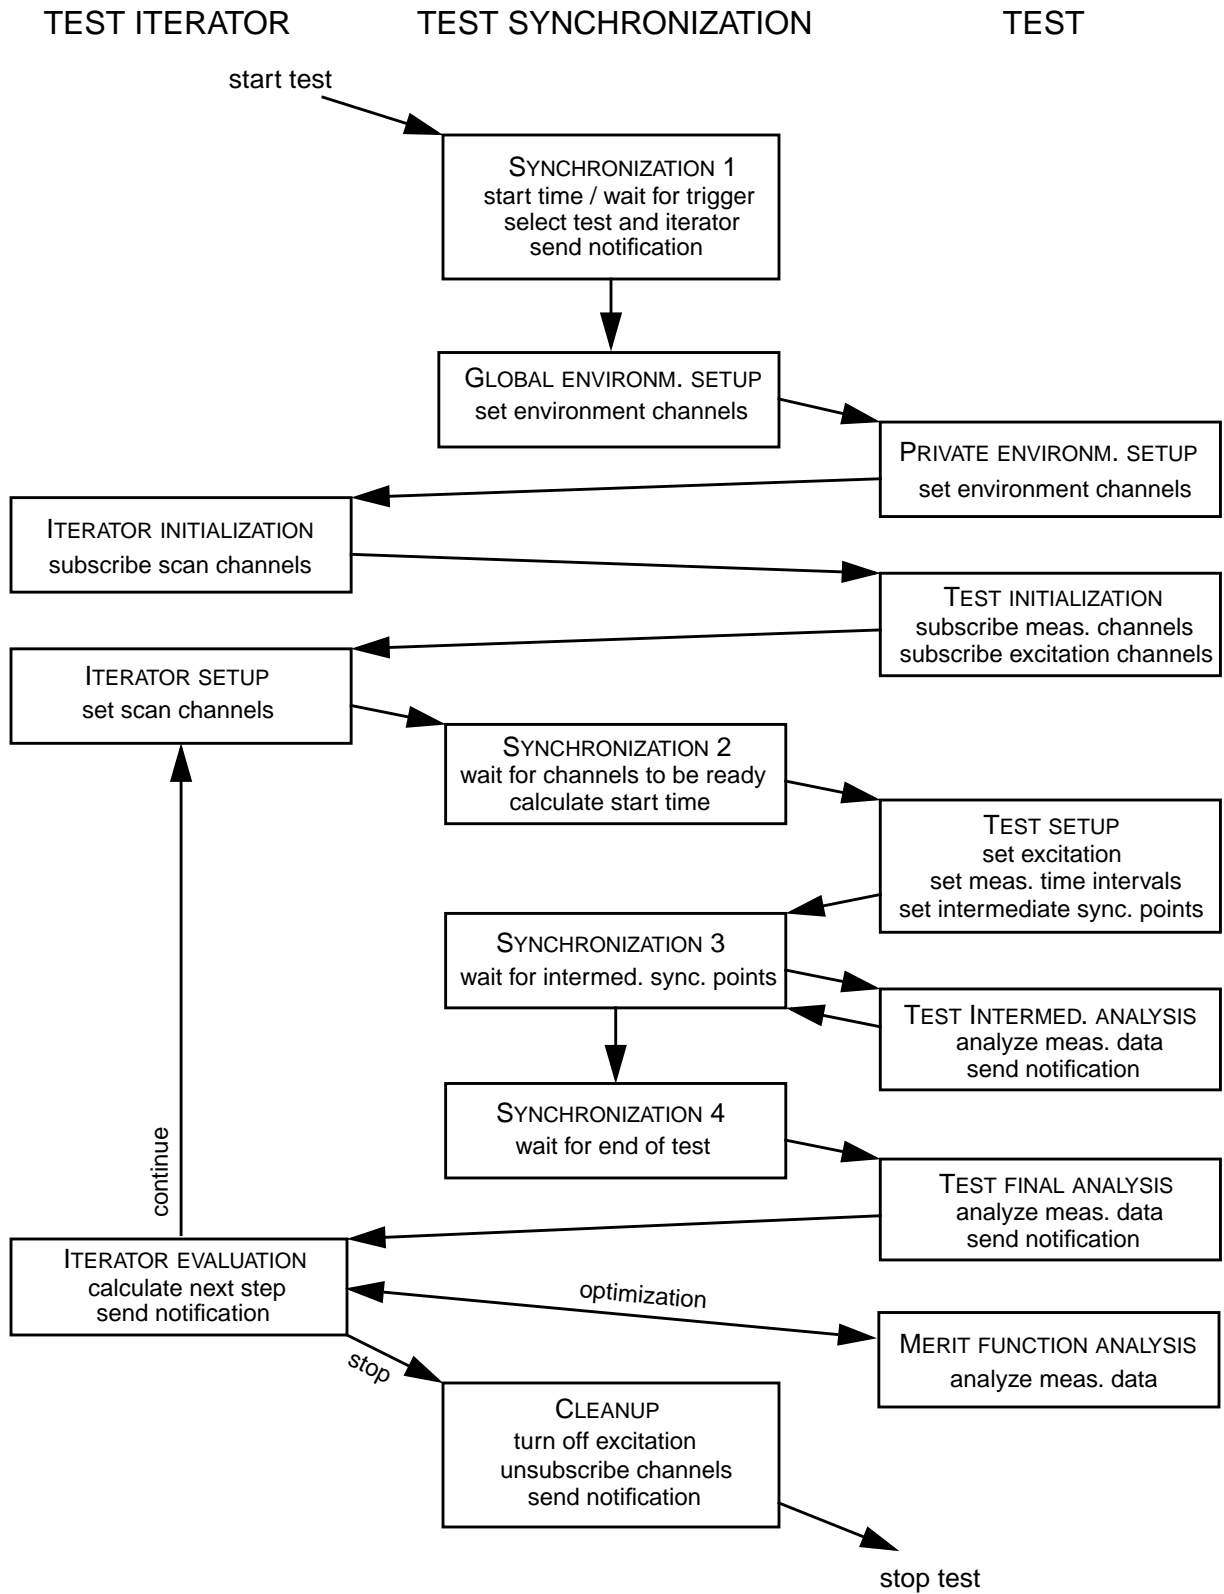 TEST ITERATOR
TEST SYNCHRONIZATION
TEST
start test
SYNCHRONIZATION 1
start time / wait for trigger
select test and iterator
send notification
GLOBAL ENVIRONM. SETUP
set environment channels
PRIVATE ENVIRONM. SETUP
set environment channels
ITERATOR INITIALIZATION
subscribe scan channels
TEST INITIALIZATION
subscribe meas. channels
subscribe excitation channels
ITERATOR SETUP
set scan channels
SYNCHRONIZATION 2
wait for channels to be ready
calculate start time
TEST SETUP
set excitation
set meas. time intervals
set intermediate sync. points
SYNCHRONIZATION 3
wait for intermed. sync. points
TEST INTERMED. ANALYSIS
analyze meas. data
send notification
SYNCHRONIZATION 4
wait for end of test
continue
TEST FINAL ANALYSIS
analyze meas. data
send notification
ITERATOR EVALUATION
calculate next step
send notification
optimization
MERIT FUNCTION ANALYSIS
analyze meas. data
stop
CLEANUP
turn off excitation
unsubscribe channels
send notification
stop test